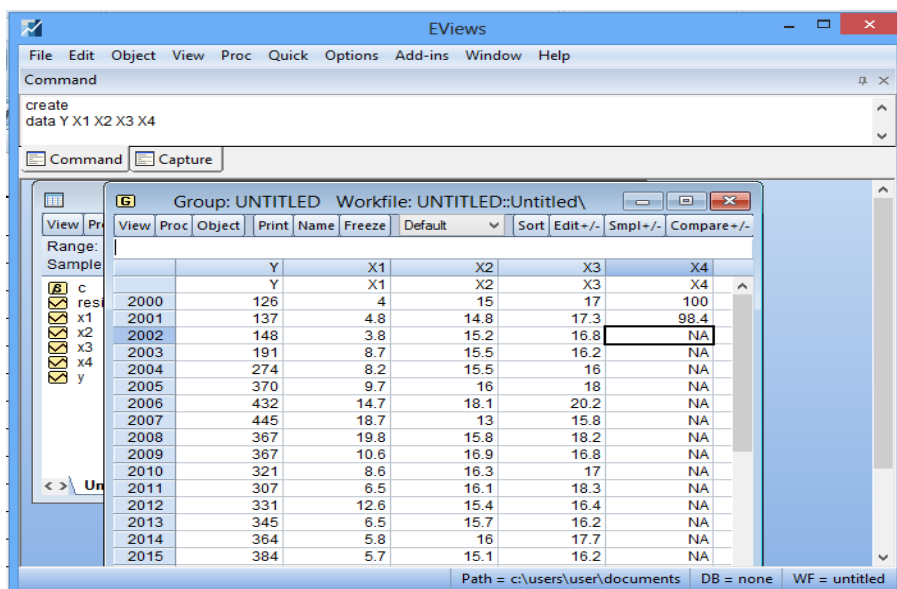 EViews
File Edit Object View Proc Quick Options Add-ins Window Help
Command
create
data Y X1 X2 X3 X4
Command Capture
Group: UNTITLED Workfile: UNTITLED::Untitled\
View Pr View Proc Object Print Name Freeze Default Sort Edit+/- Smpl+/- Compare+/-
Range:
Sample
Y X1 X2 X3 X4
Y X1 X2 X3 X4
c
resi
x1
x2
x3
x4
y
2000 126 4 15 17 100
2001 137 4.8 14.8 17.3 98.4
2002 148 3.8 15.2 16.8 NA
2003 191 8.7 15.5 16.2 NA
2004 274 8.2 15.5 16 NA
2005 370 9.7 16 18 NA
2006 432 14.7 18.1 20.2 NA
2007 445 18.7 13 15.8 NA
2008 367 19.8 15.8 18.2 NA
2009 367 10.6 16.9 16.8 NA
2010 321 8.6 16.3 17 NA
2011 307 6.5 16.1 18.3 NA
2012 331 12.6 15.4 16.4 NA
2013 345 6.5 15.7 16.2 NA
2014 364 5.8 16 17.7 NA
2015 384 5.7 15.1 16.2 NA
< > Un
Path = c:\users\user\documents DB = none WF = untitled